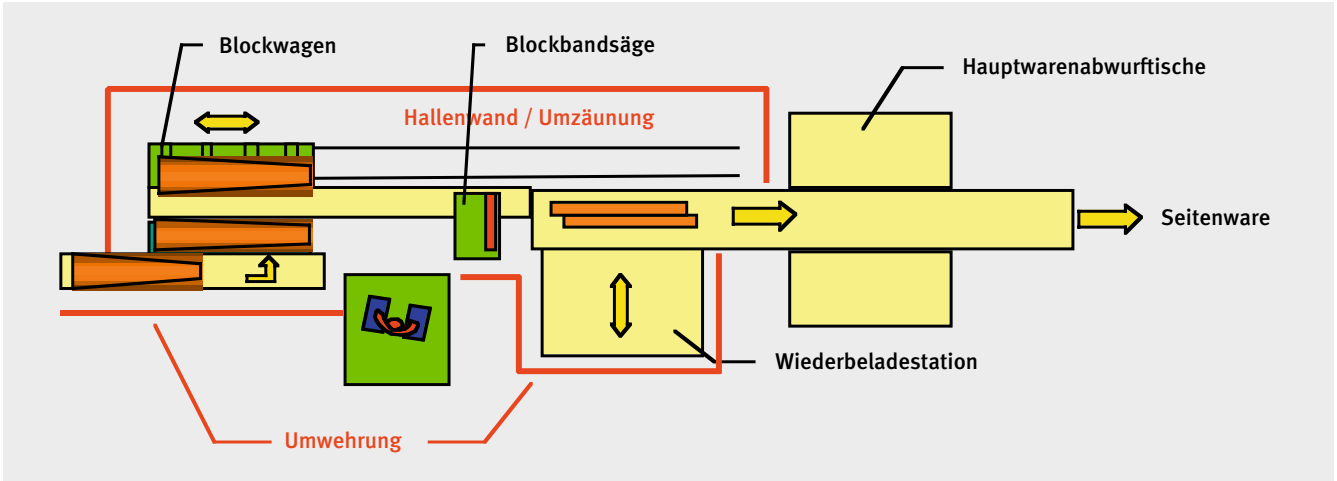 Blockwagen
Blockbandsäge
Hauptwarenabwurftische
Hallenwand / Umzäunung
Seitenware
Wiederbeladestation
Umwehrung